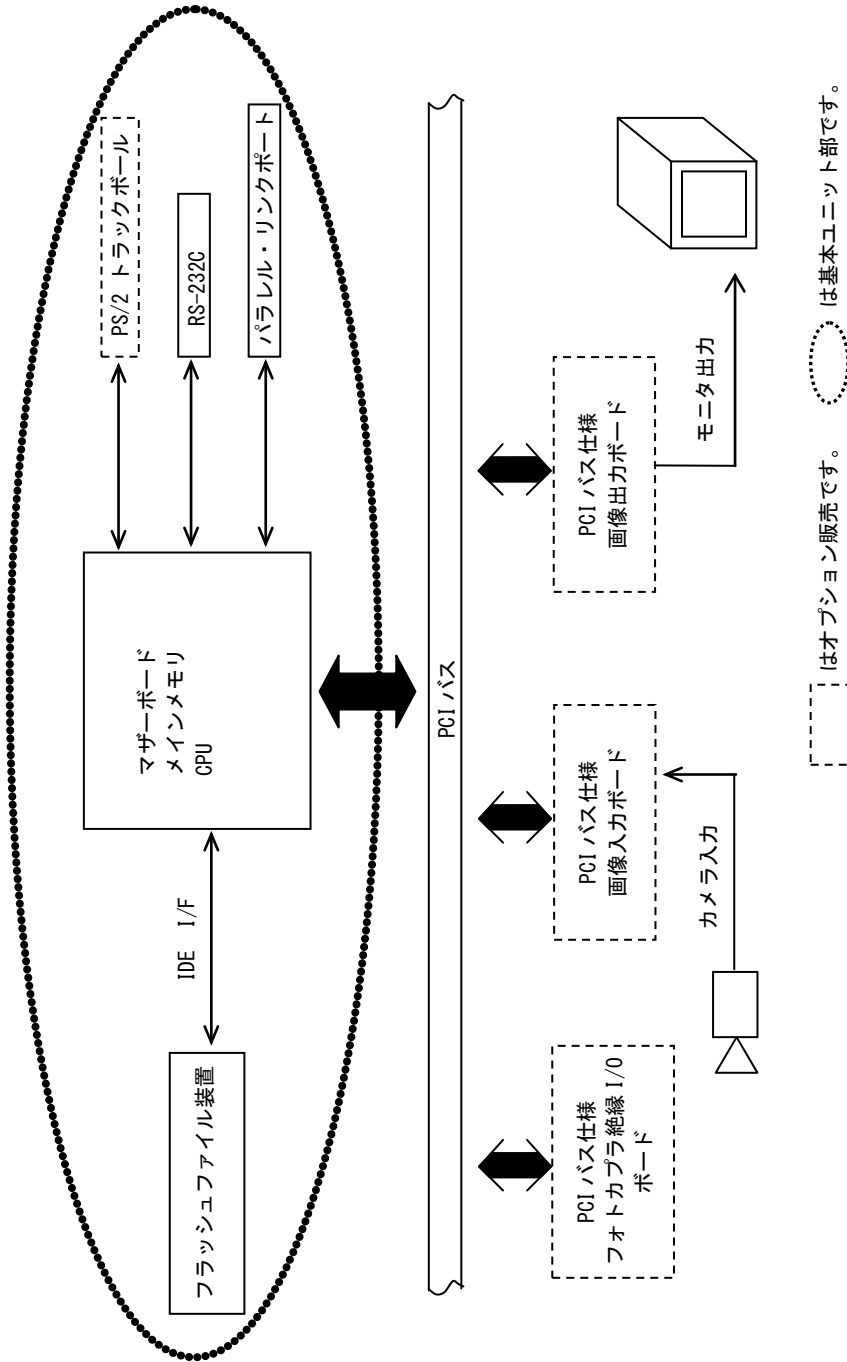 PS/2 トラックボール
RS-232C
パラレル・リンクポート
マザーボード
メインメモリ
CPU
IDE I/F
フラッシュファイル装置
PCI バス
PCI バス仕様
フォトカプラ絶縁 I/O
ボード
PCI バス仕様
画像入力ボード
PCI バス仕様
画像出力ボード
カメラ入力
モニタ出力
はオプション販売です。
は基本ユニット部です。